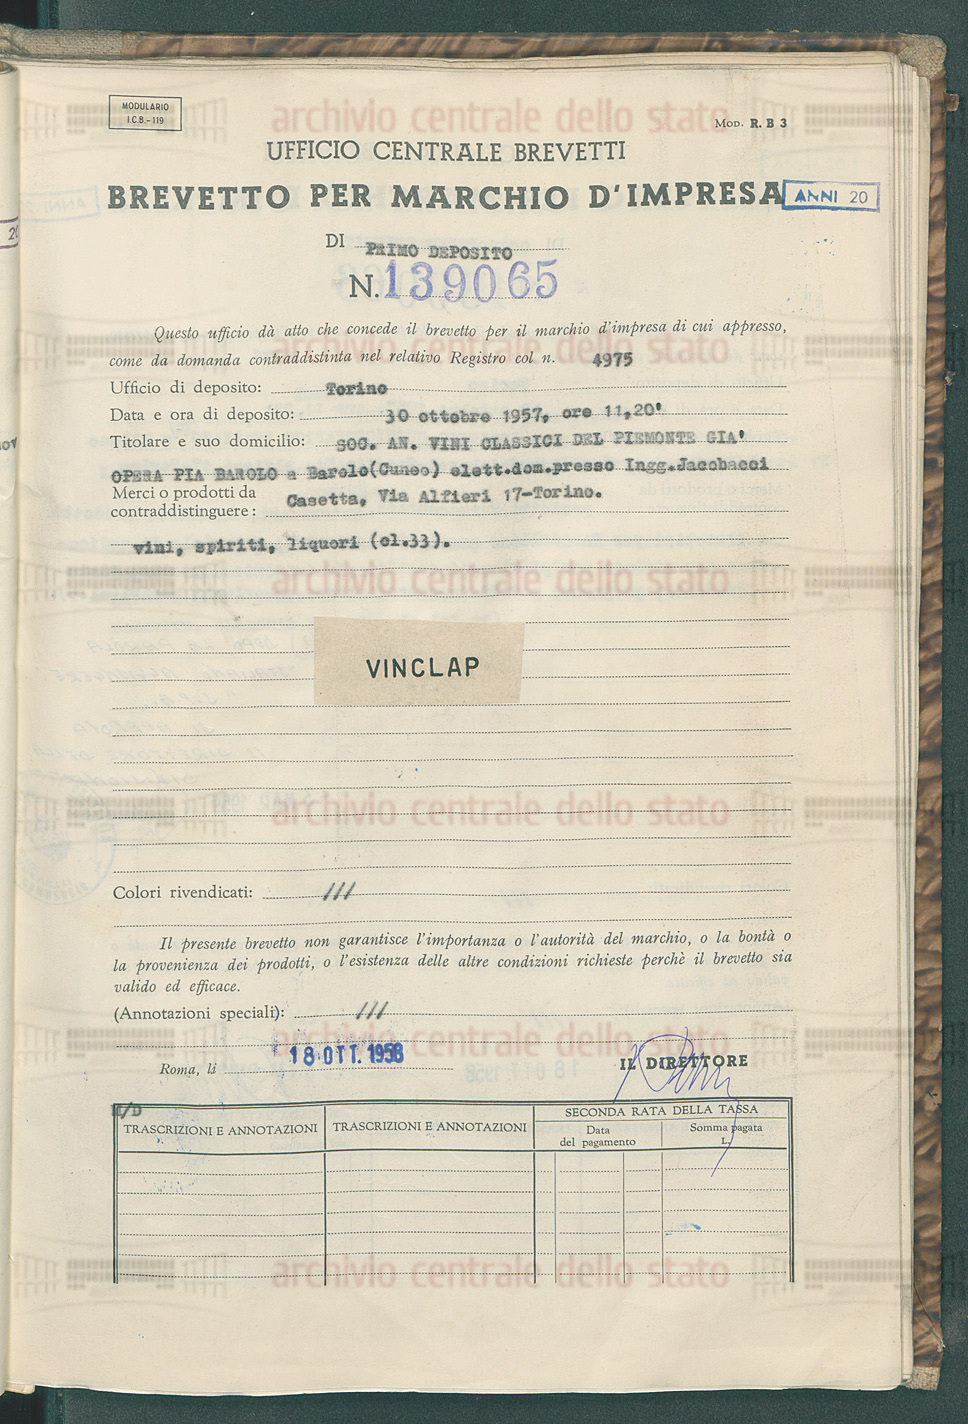 MODULARIO
I.C.B. - 119
MOD. R. B 3
UFFICIO CENTRALE BREVETTI
BREVETTO PER MARCHIO D'IMPRESA
ANNI 20
DI PRIMO DEPOSITO
N. 139065
Questo ufficio dà atto che concede il brevetto per il marchio d'impresa di cui appresso,
come da domanda contraddistinta nel relativo Registro col n. 4975
Ufficio di deposito: Torino
Data e ora di deposito: 30 ottobre 1957, ore 11,20'
Titolare e suo domicilio: SOC. AN. VINI CLASSICI DEL PIEMONTE GIA'
OPERA PIA BAROLO a Barolo(Cuneo) elett.dom.presso Ingg.Jacobacci
Merci o prodotti da
contraddistinguere: Casetta, Via Alfieri 17-Torino.
vini, spiriti, liquori (cl.33).
VINCLAP
Colori rivendicati: ///
Il presente brevetto non garantisce l'importanza o l'autorità del marchio, o la bontà o
la provenienza dei prodotti, o l'esistenza delle altre condizioni richieste perchè il brevetto sia
valido ed efficace.
(Annotazioni speciali): ///
Roma, li 18 OTT. 1958
IL DIRETTORE
TRASCRIZIONI E ANNOTAZIONI
TRASCRIZIONI E ANNOTAZIONI
SECONDA RATA DELLA TASSA
Data
del pagamento
Somma pagata
L.
archivio centrale dello stato
archivio centrale dello stato
archivio centrale dello stato
archivio centrale dello stato
archivio centrale dello stato
archivio centrale dello stato